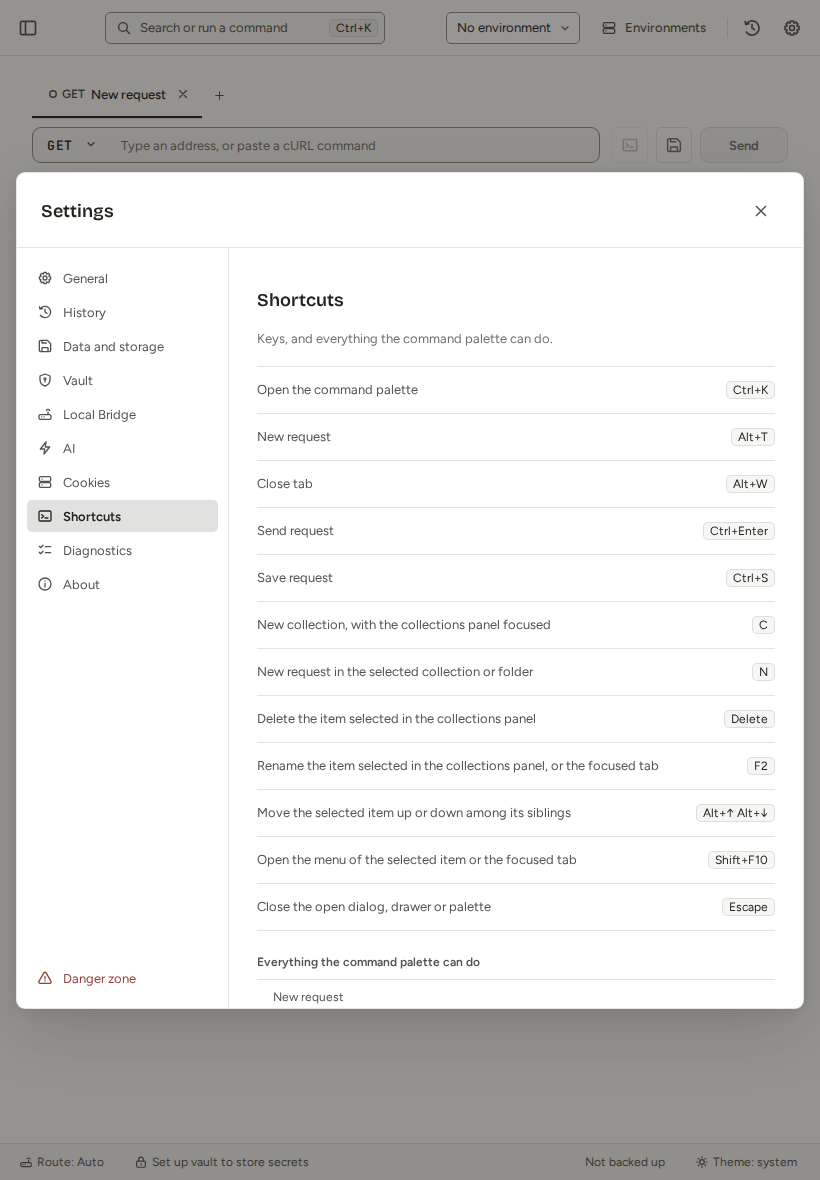 Search or run a command Ctrl+K No environment Environments
GET New request
GET Type an address, or paste a cURL command Send
Settings
General
History
Data and storage
Vault
Local Bridge
AI
Cookies
Shortcuts
Diagnostics
About
Danger zone
Shortcuts
Keys, and everything the command palette can do.
Open the command palette Ctrl+K
New request Alt+T
Close tab Alt+W
Send request Ctrl+Enter
Save request Ctrl+S
New collection, with the collections panel focused C
New request in the selected collection or folder N
Delete the item selected in the collections panel Delete
Rename the item selected in the collections panel, or the focused tab F2
Move the selected item up or down among its siblings Alt+↑ Alt+↓
Open the menu of the selected item or the focused tab Shift+F10
Close the open dialog, drawer or palette Escape
Everything the command palette can do
New request
Route: Auto Set up vault to store secrets Not backed up Theme: system